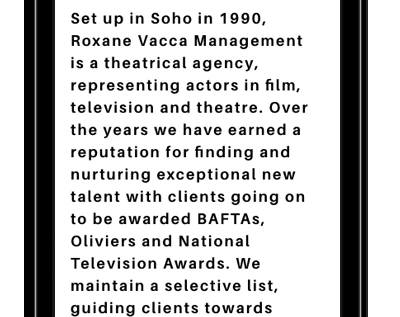 Set up in Soho in 1990,
Roxane Vacca Management
is a theatrical agency,
representing actors in film,
television and theatre. Over
the years we have earned a
reputation for finding and
nurturing exceptional new
talent with clients going on
to be awarded BAFTAs,
Oliviers and National
Television Awards. We
maintain a selective list,
guiding clients towards